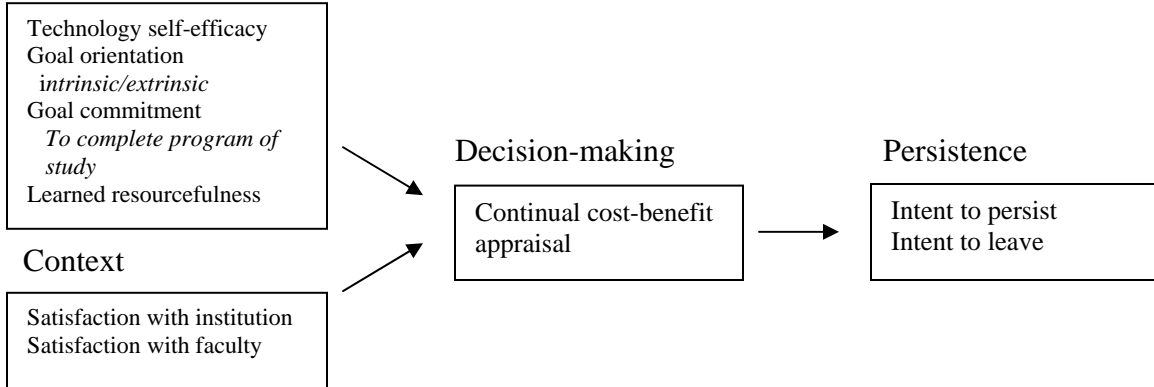 Technology self-efficacy
Goal orientation
intrinsic/extrinsic
Goal commitment
To complete program of
study
Learned resourcefulness
Context
Satisfaction with institution
Satisfaction with faculty
Decision-making
Continual cost-benefit
appraisal
Persistence
Intent to persist
Intent to leave